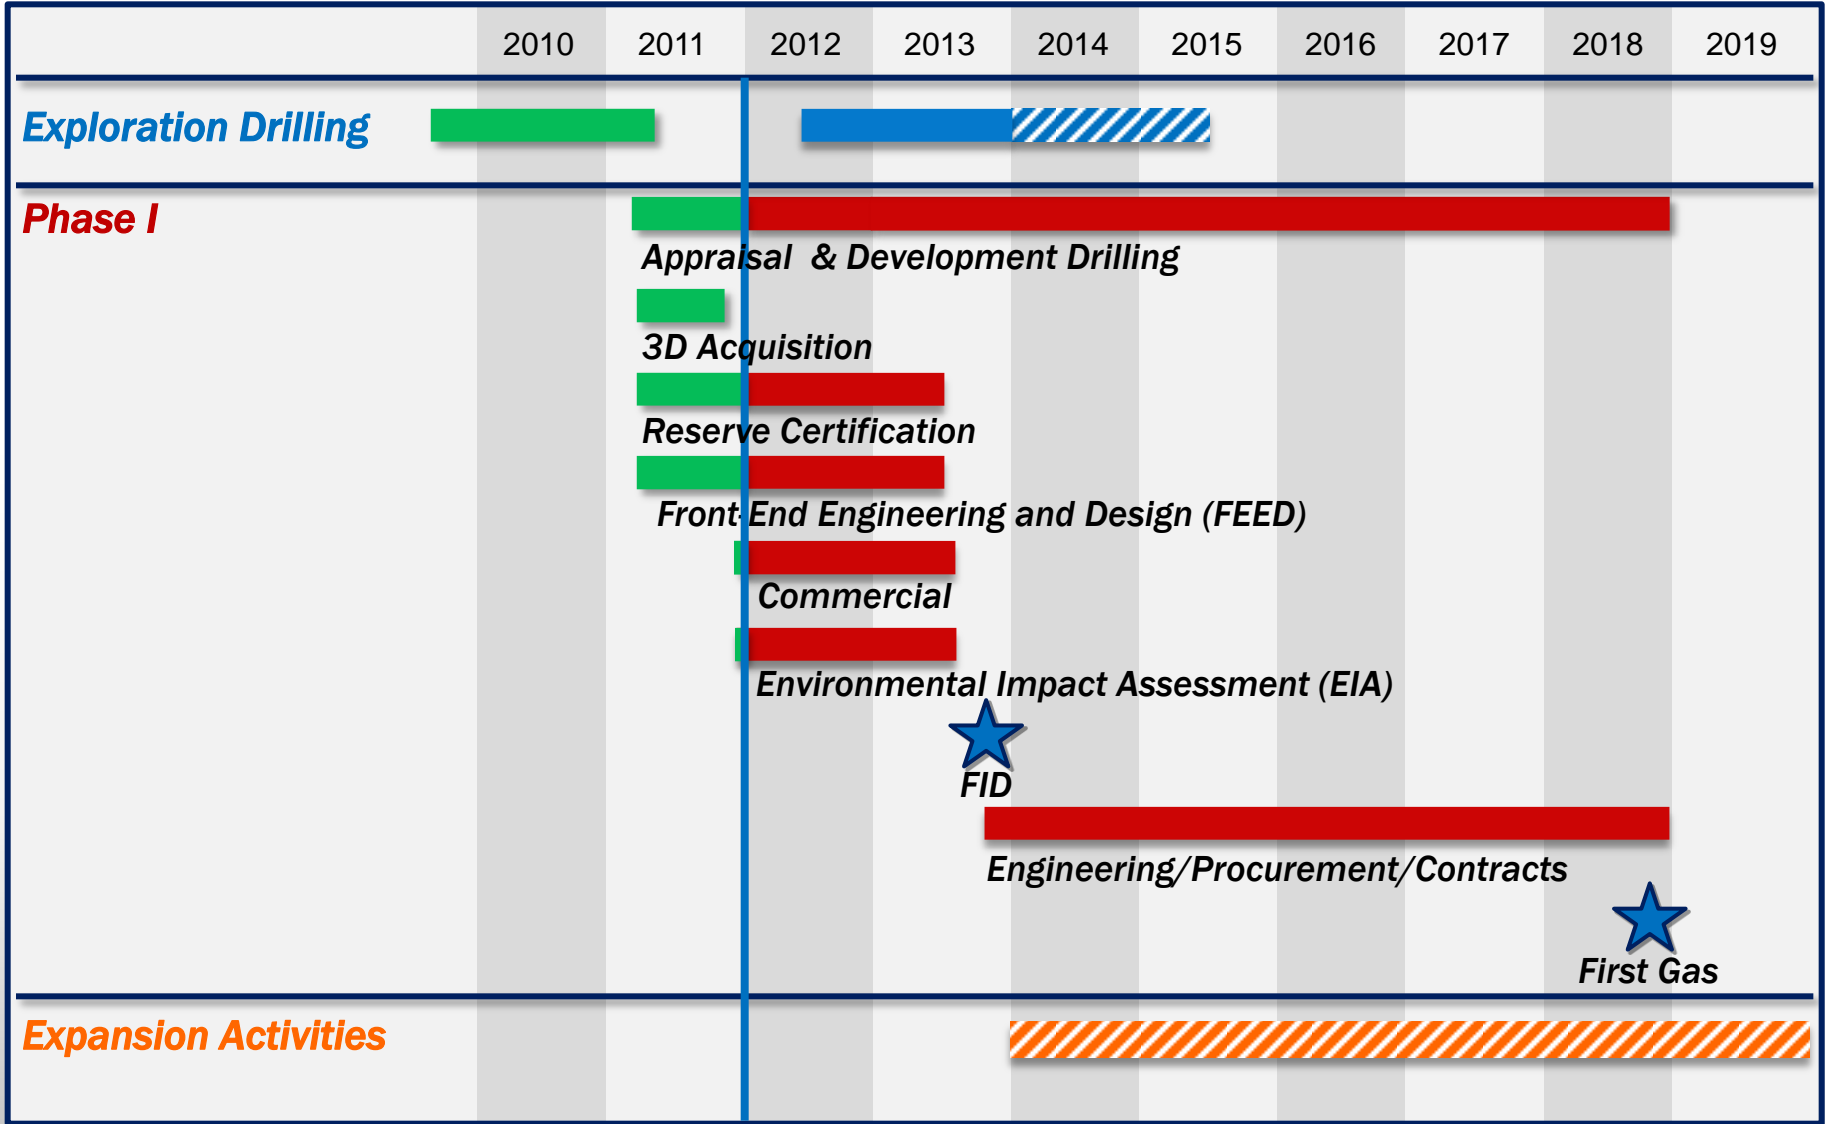 2010 2011 2012 2013 2014 2015 2016 2017 2018 2019
Exploration Drilling
Phase I
Appraisal & Development Drilling
3D Acquisition
Reserve Certification
Front-End Engineering and Design (FEED)
Commercial
Environmental Impact Assessment (EIA)
FID
Engineering/Procurement/Contracts
First Gas
Expansion Activities